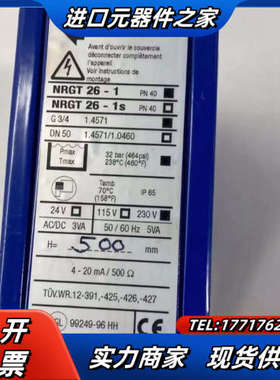 进口元器件之家
Avant d'ouvrir le couvercle
déconnecter complètement
l'appareil.
Voir instructions de
montage
NRGT 26 - 1 PN 40
NRGT 26 - 1s PN 40
G 3/4 1.4571
DN 50 1.4571/1.0460
Pmax
Tmax
32 bar (464psi)
238°C (460°F)
Tamb
70°C
(158°F)
IP 65
24 V 115 V 230 V
AC/DC 3VA 50 / 60 Hz 5VA
H= 500 mm
4 - 20 mA / 500 Ω
TÜV.WR.12-391,-425,-426,-427
GL 99249-96 HH CE
可开
门票
TEL:1771762
实力商家 现货供